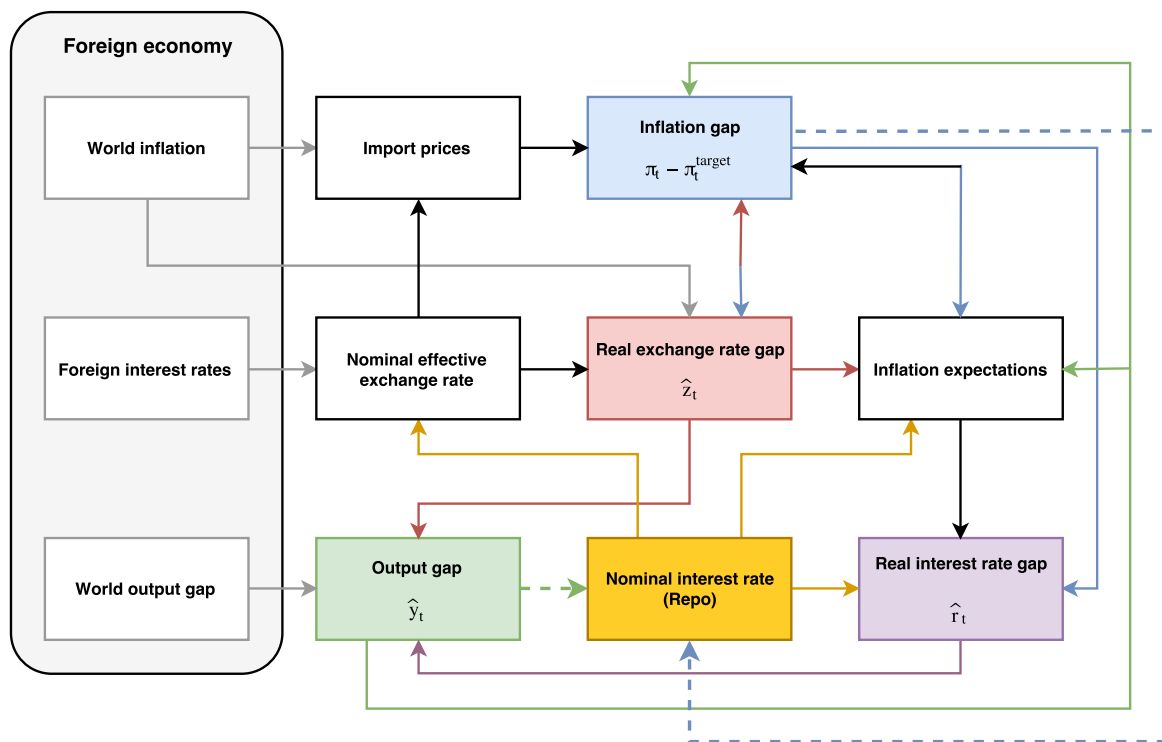 Foreign economy
World inflation
Import prices
Inflation gap
πt − πt^target
Foreign interest rates
Nominal effective
exchange rate
Real exchange rate gap
ẑt
Inflation expectations
World output gap
Output gap
ŷt
Nominal interest rate
(Repo)
Real interest rate gap
r̂t